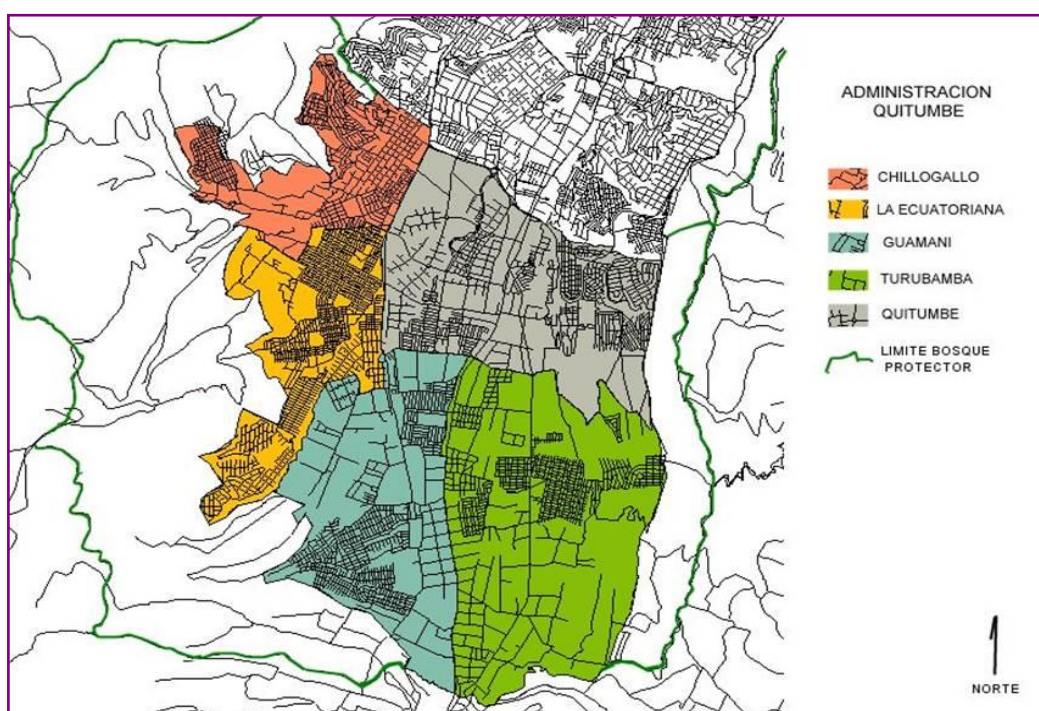 ADMINISTRACION
QUITUMBE
CHILLOGALLO
LA ECUATORIANA
GUAMANI
TURUBAMBA
QUITUMBE
LIMITE BOSQUE
PROTECTOR
NORTE